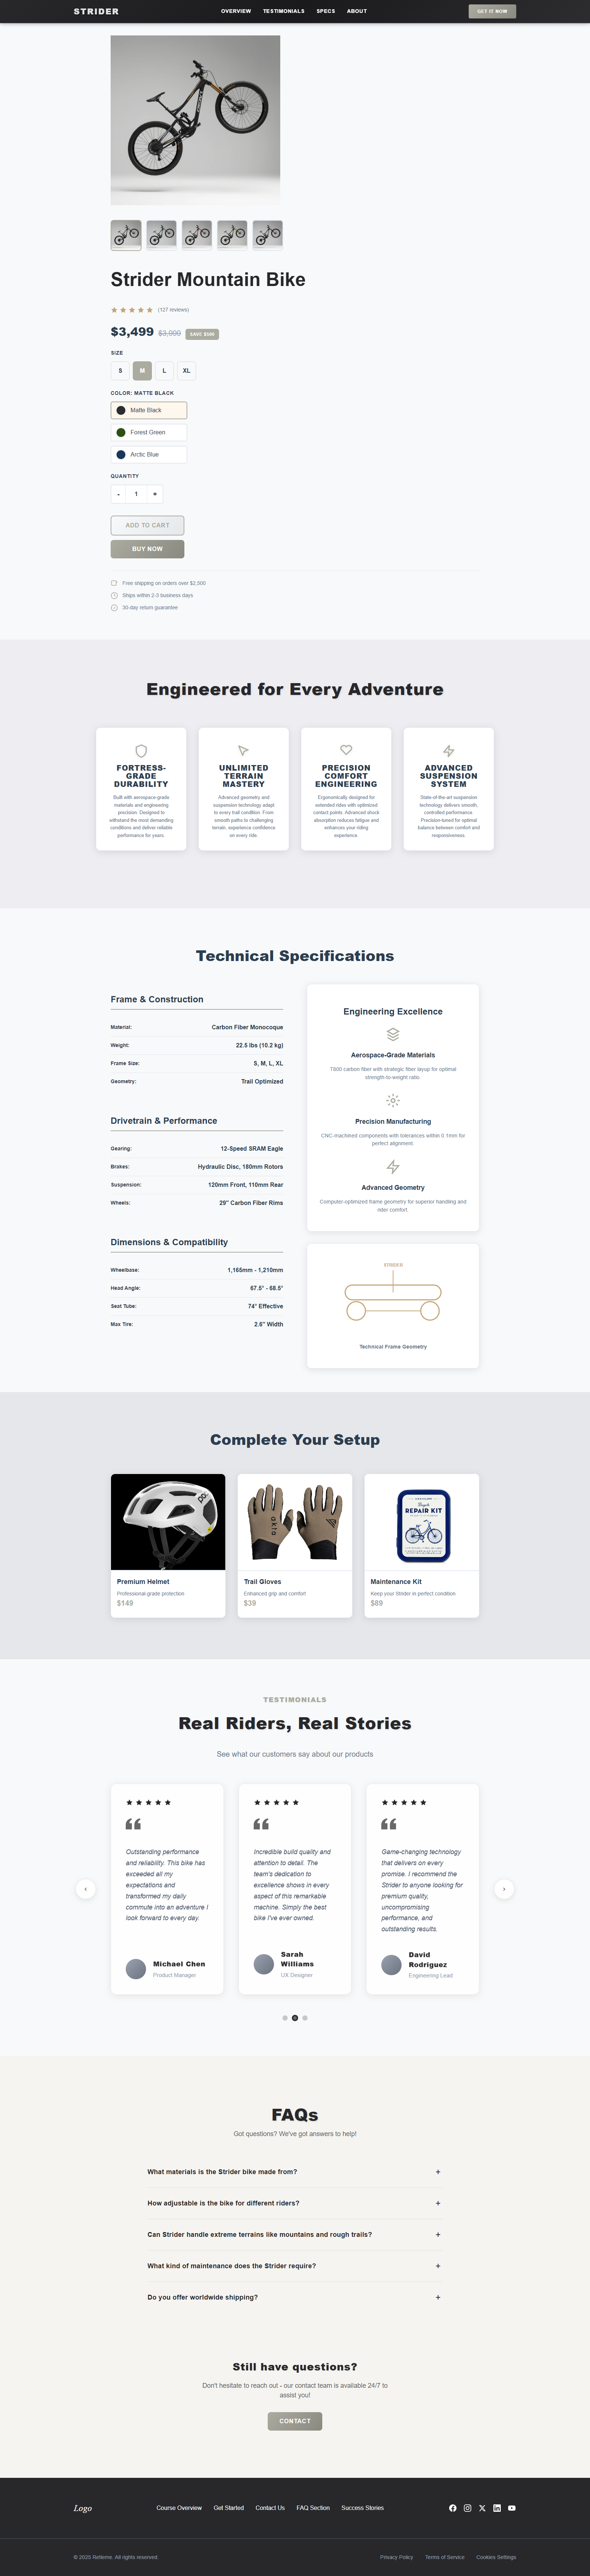 STRIDER
OVERVIEW TESTIMONIALS SPECS ABOUT
GET IT NOW
Strider Mountain Bike
(127 reviews)
$3,499 $3,999 SAVE $500
SIZE
S M L XL
COLOR: MATTE BLACK
Matte Black
Forest Green
Arctic Blue
QUANTITY
- 1 +
ADD TO CART
BUY NOW
Free shipping on orders over $2,500
Ships within 2-3 business days
30-day return guarantee
Engineered for Every Adventure
FORTRESS-
GRADE
DURABILITY
Built with aerospace-grade
materials and engineering
precision. Designed to
withstand the most demanding
conditions and deliver reliable
performance for years.
UNLIMITED
TERRAIN
MASTERY
Advanced geometry and
suspension technology adapt
to every trail condition. From
smooth paths to challenging
terrain, experience confidence
on every ride.
PRECISION
COMFORT
ENGINEERING
Ergonomically designed for
extended rides with optimized
contact points. Advanced shock
absorption reduces fatigue and
enhances your riding
experience.
ADVANCED
SUSPENSION
SYSTEM
State-of-the-art suspension
technology delivers smooth,
controlled performance.
Precision-tuned for optimal
balance between comfort and
responsiveness.
Technical Specifications
Frame & Construction
Material: Carbon Fiber Monocoque
Weight: 22.5 lbs (10.2 kg)
Frame Size: S, M, L, XL
Geometry: Trail Optimized
Drivetrain & Performance
Gearing: 12-Speed SRAM Eagle
Brakes: Hydraulic Disc, 180mm Rotors
Suspension: 120mm Front, 110mm Rear
Wheels: 29" Carbon Fiber Rims
Dimensions & Compatibility
Wheelbase: 1,165mm - 1,210mm
Head Angle: 67.5° - 68.5°
Seat Tube: 74° Effective
Max Tire: 2.6" Width
Engineering Excellence
Aerospace-Grade Materials
T800 carbon fiber with strategic fiber layup for optimal
strength-to-weight ratio.
Precision Manufacturing
CNC-machined components with tolerances within 0.1mm for
perfect alignment.
Advanced Geometry
Computer-optimized frame geometry for superior handling and
rider comfort.
STRIDER
Technical Frame Geometry
Complete Your Setup
Premium Helmet
Professional-grade protection
$149
akta
Trail Gloves
Enhanced grip and comfort
$39
Bicycle
REPAIR KIT
Maintenance Kit
Keep your Strider in perfect condition
$89
TESTIMONIALS
Real Riders, Real Stories
See what our customers say about our products
Outstanding performance
and reliability. This bike has
exceeded all my
expectations and
transformed my daily
commute into an adventure I
look forward to every day.
Michael Chen
Product Manager
Incredible build quality and
attention to detail. The
team's dedication to
excellence shows in every
aspect of this remarkable
machine. Simply the best
bike I've ever owned.
Sarah
Williams
UX Designer
Game-changing technology
that delivers on every
promise. I recommend the
Strider to anyone looking for
premium quality,
uncompromising
performance, and
outstanding results.
David
Rodriguez
Engineering Lead
FAQs
Got questions? We've got answers to help!
What materials is the Strider bike made from? +
How adjustable is the bike for different riders? +
Can Strider handle extreme terrains like mountains and rough trails? +
What kind of maintenance does the Strider require? +
Do you offer worldwide shipping? +
Still have questions?
Don't hesitate to reach out - our contact team is available 24/7 to
assist you!
CONTACT
Logo
Course Overview Get Started Contact Us FAQ Section Success Stories
© 2025 Retieme. All rights reserved.
Privacy Policy Terms of Service Cookies Settings